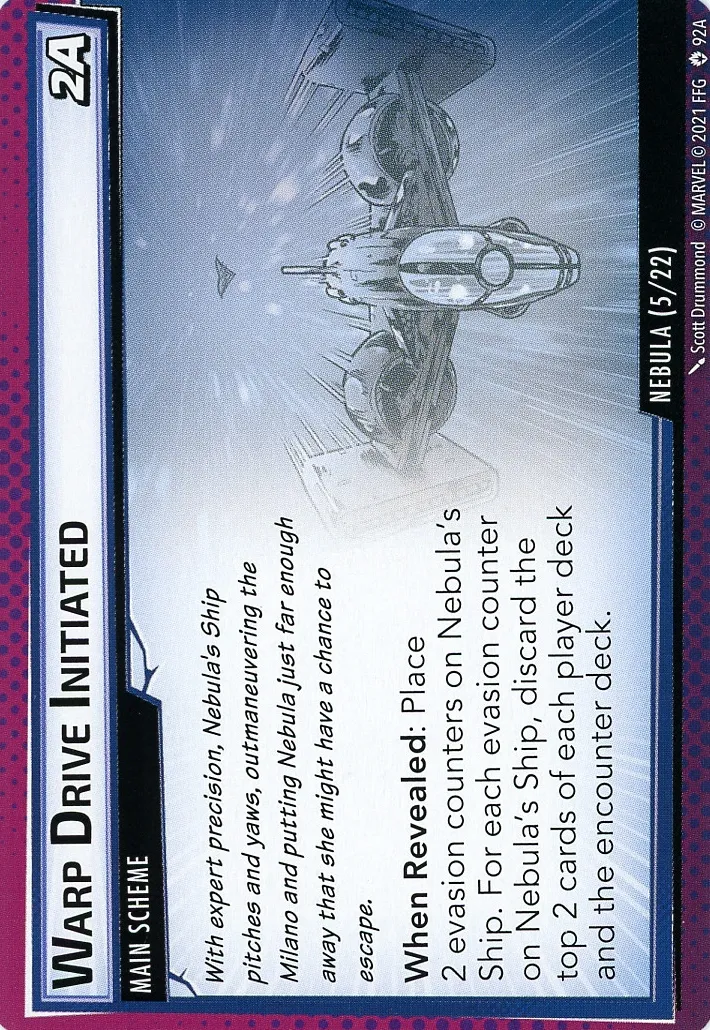 WARP DRIVE INITIATED
2A
MAIN SCHEME
With expert precision, Nebula's Ship
pitches and yaws, outmaneuvering the
Milano and putting Nebula just far enough
away that she might have a chance to
escape.
When Revealed: Place
2 evasion counters on Nebula's
Ship. For each evasion counter
on Nebula's Ship, discard the
top 2 cards of each player deck
and the encounter deck.
NEBULA (5/22)
Scott Drummond © MARVEL © 2021 FFG 92A